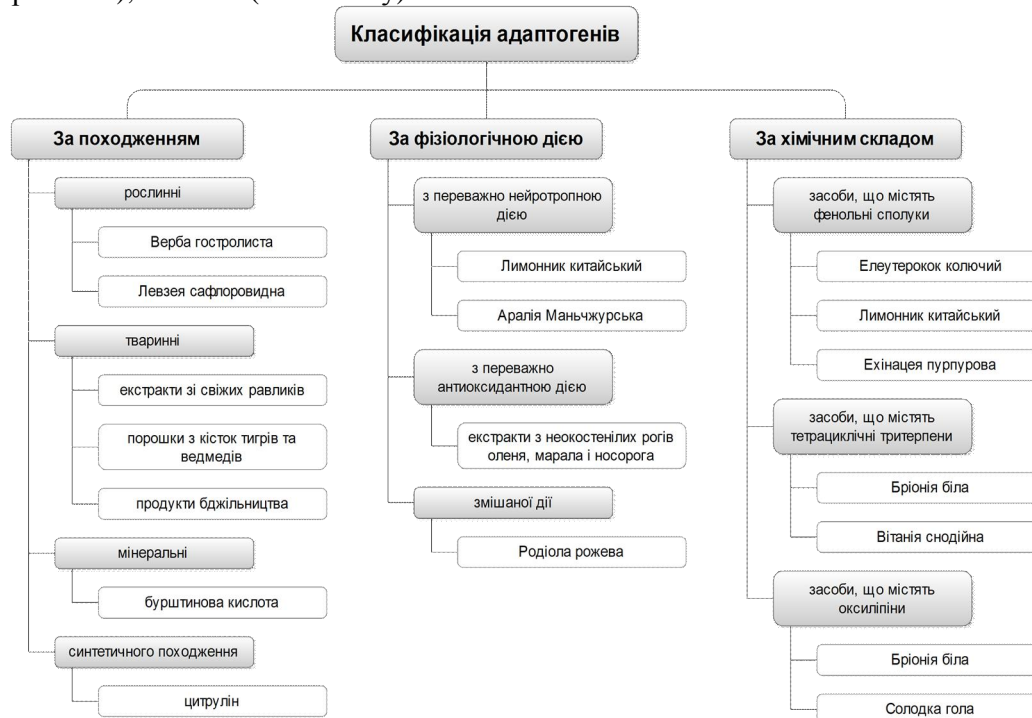 Класифікація адаптогенів
За походженням
рослинні
Верба гостролиста
Левзея сафлоровидна
тваринні
екстракти зі свіжих равликів
порошки з кісток тигрів та
ведмедів
продукти бджільництва
мінеральні
бурштинова кислота
синтетичного походження
цитрулін
За фізіологічною дією
з переважно нейротропною
дією
Лимонник китайський
Аралія Маньчжурська
з переважно
антиоксидантною дією
екстракти з неокостенілих рогів
оленя, марала і носорога
змішаної дії
Родіола рожева
За хімічним складом
засоби, що містять
фенольні сполуки
Елеутерокок колючий
Лимонник китайський
Ехінацея пурпурова
засоби, що містять
тетрациклічні тритерпени
Бріонія біла
Вітанія снодійна
засоби, що містять
оксиліпіни
Бріонія біла
Солодка гола